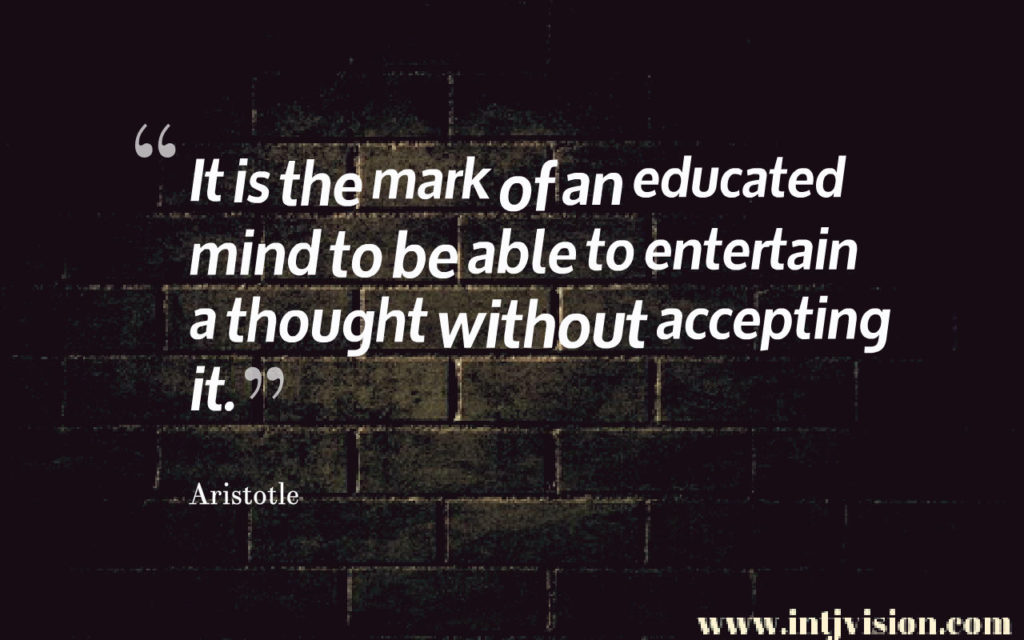 “ It is the mark of an educated
mind to be able to entertain
a thought without accepting
it. ”
Aristotle
www.intjvision.com